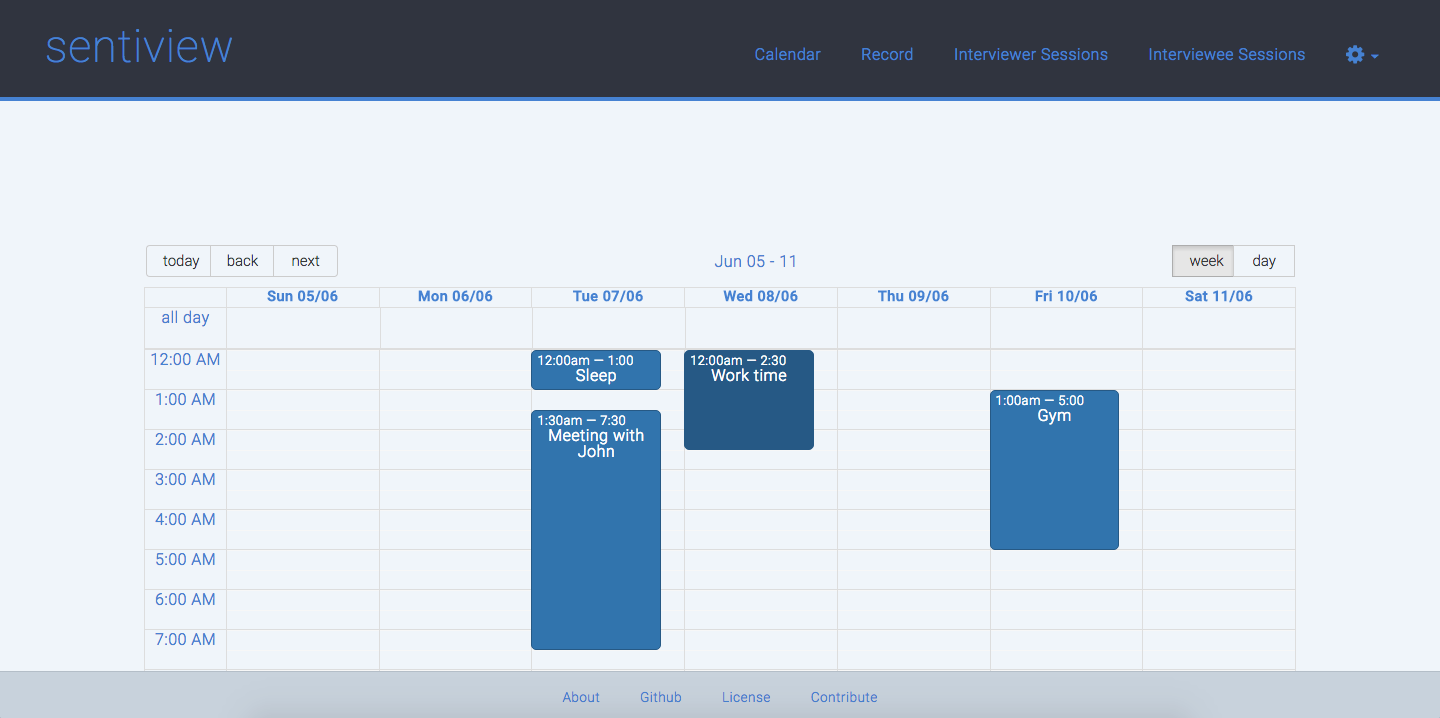 sentiview
Calendar Record Interviewer Sessions Interviewee Sessions
today back next Jun 05 - 11 week day
Sun 05/06 Mon 06/06 Tue 07/06 Wed 08/06 Thu 09/06 Fri 10/06 Sat 11/06
all day
12:00 AM
12:00am — 1:00
Sleep
12:00am — 2:30
Work time
1:00 AM
1:00am — 5:00
Gym
1:30am — 7:30
Meeting with
John
2:00 AM
3:00 AM
4:00 AM
5:00 AM
6:00 AM
7:00 AM
About Github License Contribute